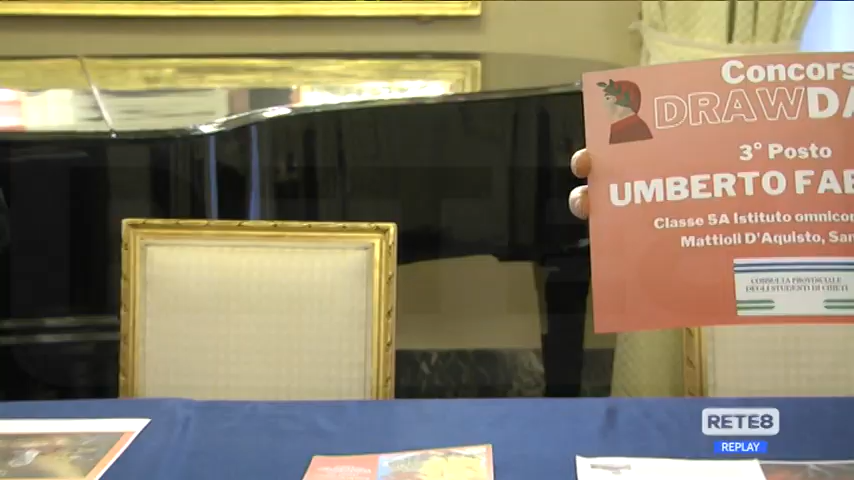 Concors
DRAWDA
3° Posto
UMBERTO FAB
Classe 5A Istituto omnicom
Mattioli D'Aquisto, San
CONSULTA PROVINCIALE
DEGLI STUDENTI DI CHIETI
RETE8
REPLAY